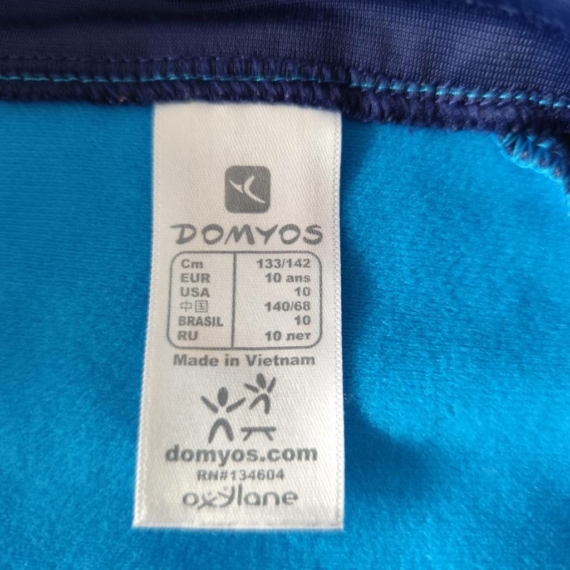 DOMYOS
Cm 133/142
EUR 10 ans
USA 10
中国 140/68
BRASIL 10
RU 10 лет
Made in Vietnam
domyos.com
RN#134604
oxylane